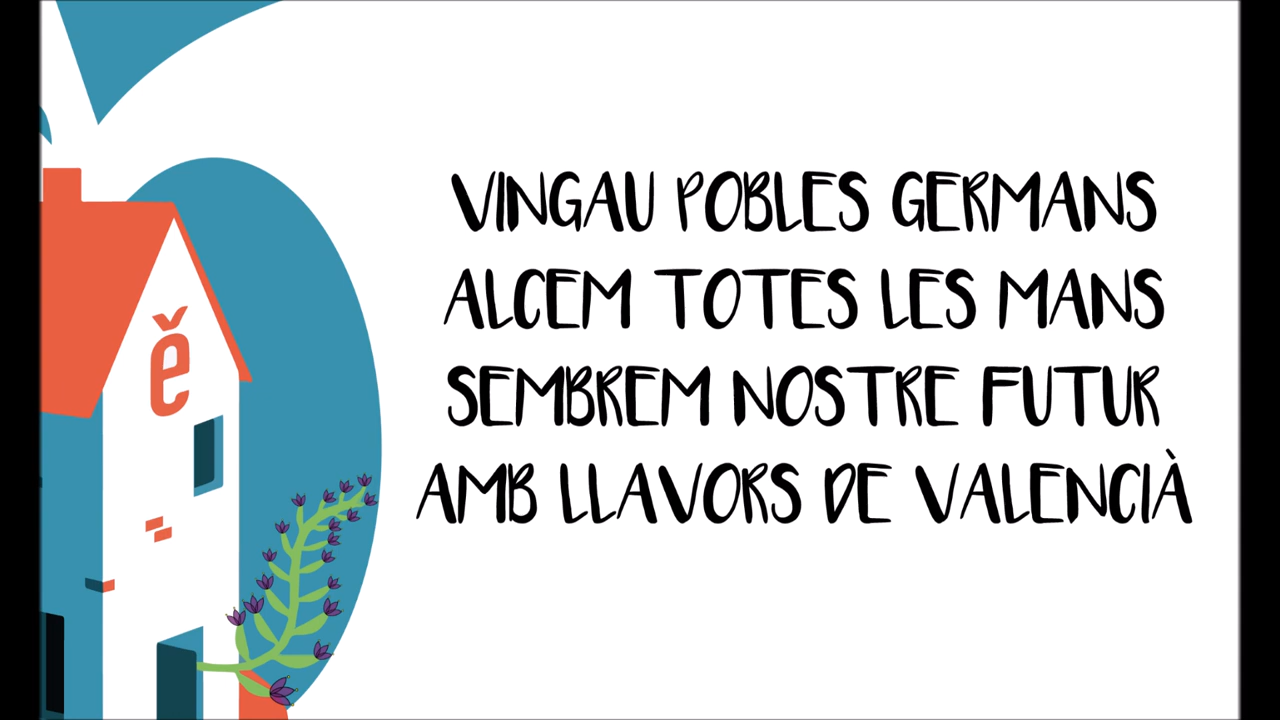 ĕ
VINGAU POBLES GERMANS
ALCEM TOTES LES MANS
SEMBREM NOSTRE FUTUR
AMB LLAVORS DE VALENCIÀ